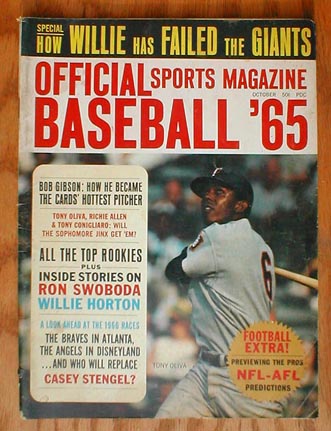 SPECIAL
HOW WILLIE HAS FAILED THE GIANTS
OFFICIAL SPORTS MAGAZINE
OCTOBER 50¢ PDC
BASEBALL '65
BOB GIBSON: HOW HE BECAME
THE CARDS' HOTTEST PITCHER
TONY OLIVA, RICHIE ALLEN
& TONY CONIGLIARO: WILL
THE SOPHOMORE JINX GET 'EM?
ALL THE TOP ROOKIES
PLUS
INSIDE STORIES ON
RON SWOBODA
WILLIE HORTON
A LOOK AHEAD AT THE 1966 RACES
THE BRAVES IN ATLANTA,
THE ANGELS IN DISNEYLAND
...AND WHO WILL REPLACE
CASEY STENGEL?
6
TONY OLIVA
FOOTBALL
EXTRA!
PREVIEWING THE PROS
NFL-AFL
PREDICTIONS